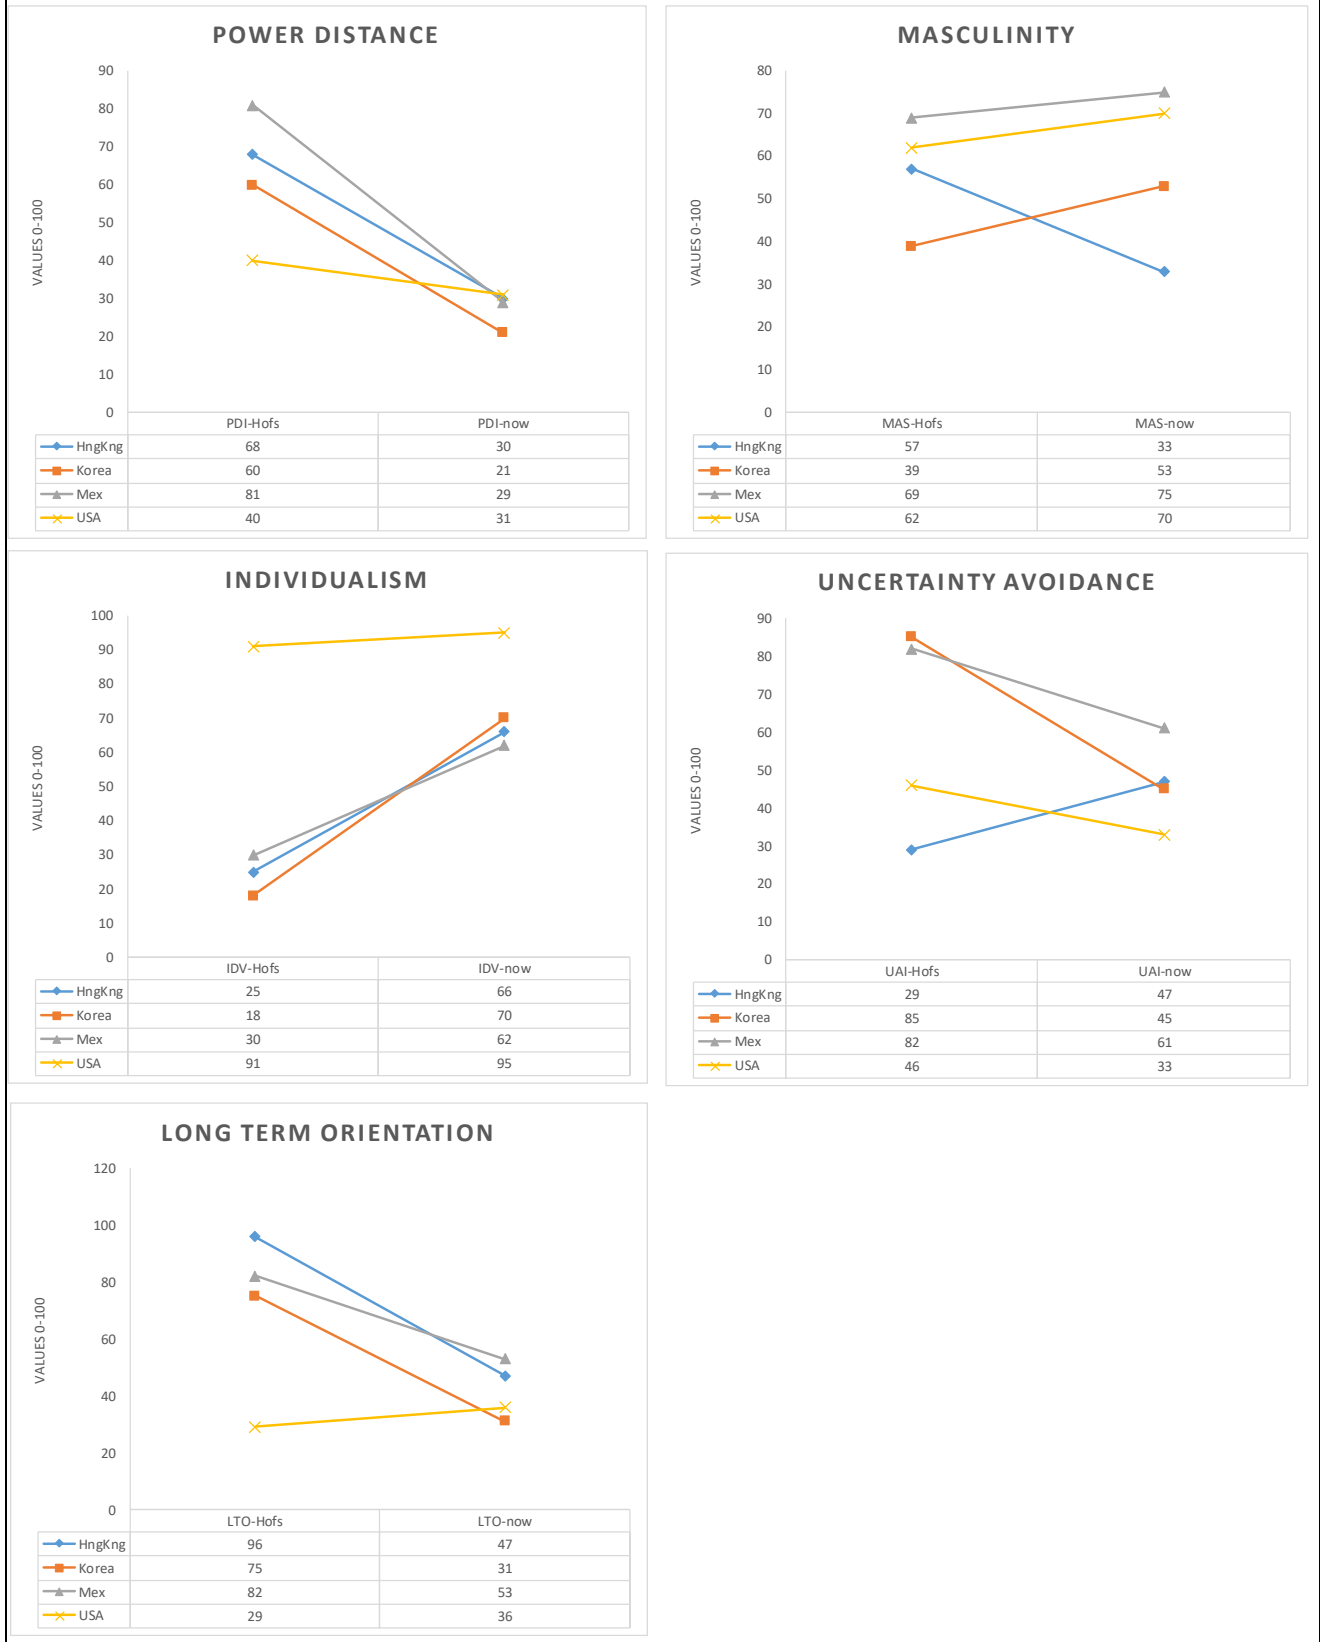 POWER DISTANCE
VALUES 0-100
90
80
70
60
50
40
30
20
10
0
PDI-Hofs PDI-now
HngKng 68 30
Korea 60 21
Mex 81 29
USA 40 31
MASCULINITY
VALUES 0-100
80
70
60
50
40
30
20
10
0
MAS-Hofs MAS-now
HngKng 57 33
Korea 39 53
Mex 69 75
USA 62 70
INDIVIDUALISM
VALUES 0-100
100
90
80
70
60
50
40
30
20
10
0
IDV-Hofs IDV-now
HngKng 25 66
Korea 18 70
Mex 30 62
USA 91 95
UNCERTAINTY AVOIDANCE
VALUES 0-100
90
80
70
60
50
40
30
20
10
0
UAI-Hofs UAI-now
HngKng 29 47
Korea 85 45
Mex 82 61
USA 46 33
LONG TERM ORIENTATION
VALUES 0-100
120
100
80
60
40
20
0
LTO-Hofs LTO-now
HngKng 96 47
Korea 75 31
Mex 82 53
USA 29 36